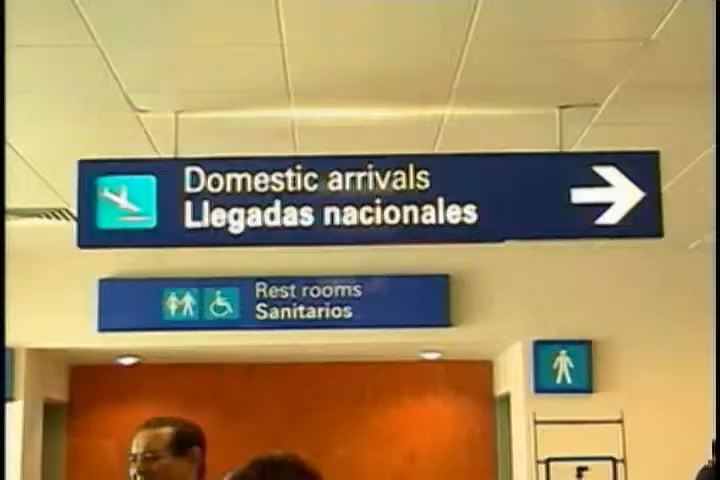 Domestic arrivals
Llegadas nacionales
Rest rooms
Sanitarios